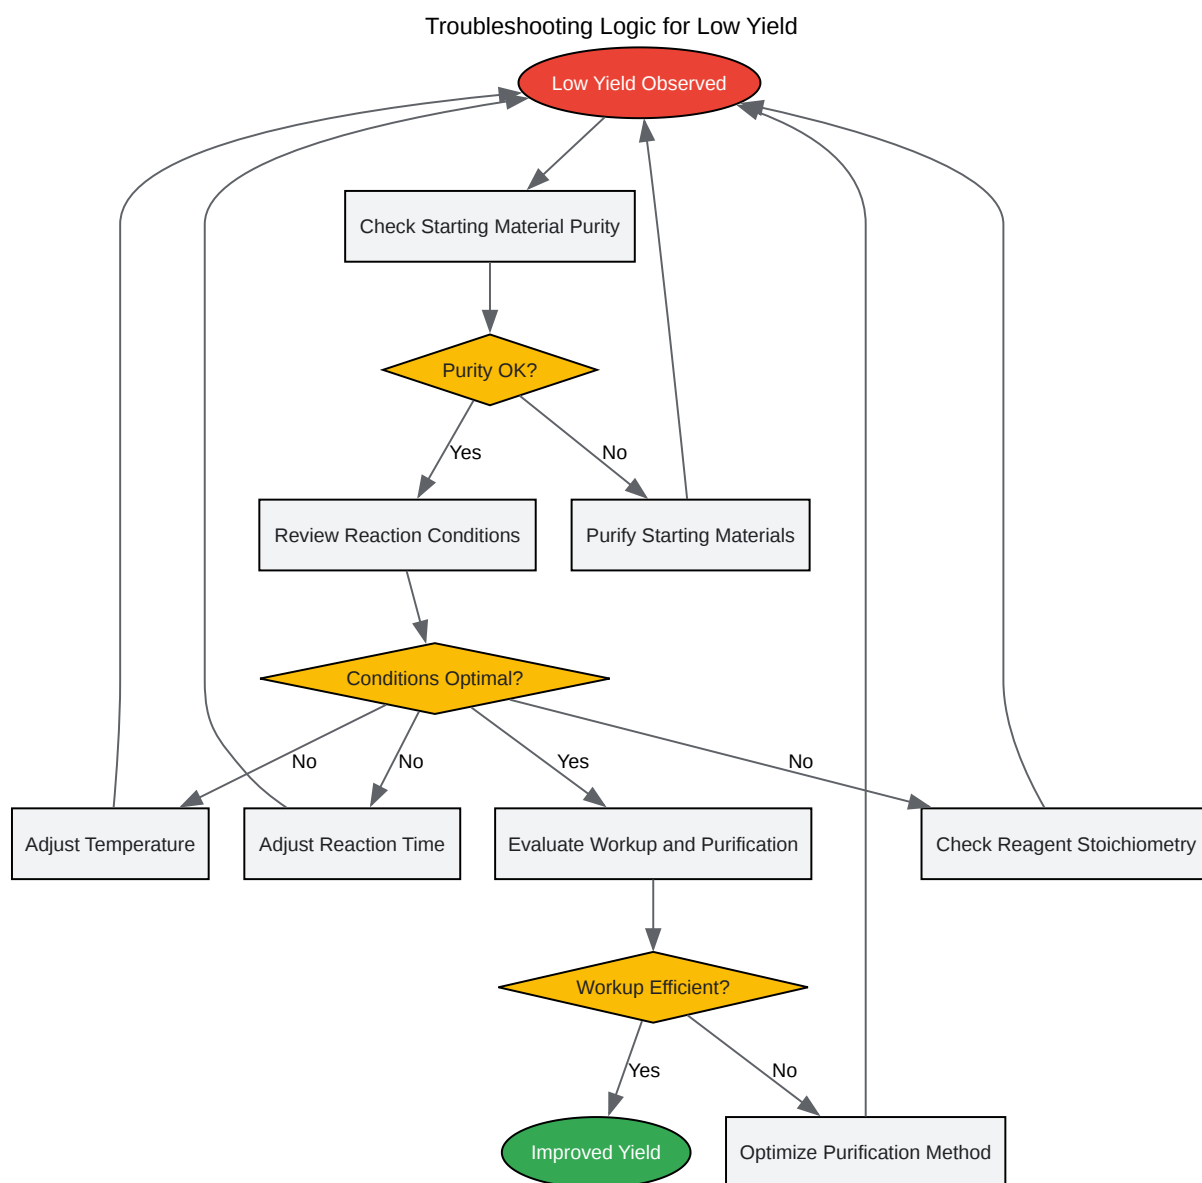 Troubleshooting Logic for Low Yield
Low Yield Observed
Check Starting Material Purity
Purity OK?
Yes
No
Review Reaction Conditions
Purify Starting Materials
Conditions Optimal?
No
No
Yes
No
Adjust Temperature
Adjust Reaction Time
Evaluate Workup and Purification
Check Reagent Stoichiometry
Workup Efficient?
Yes
No
Improved Yield
Optimize Purification Method